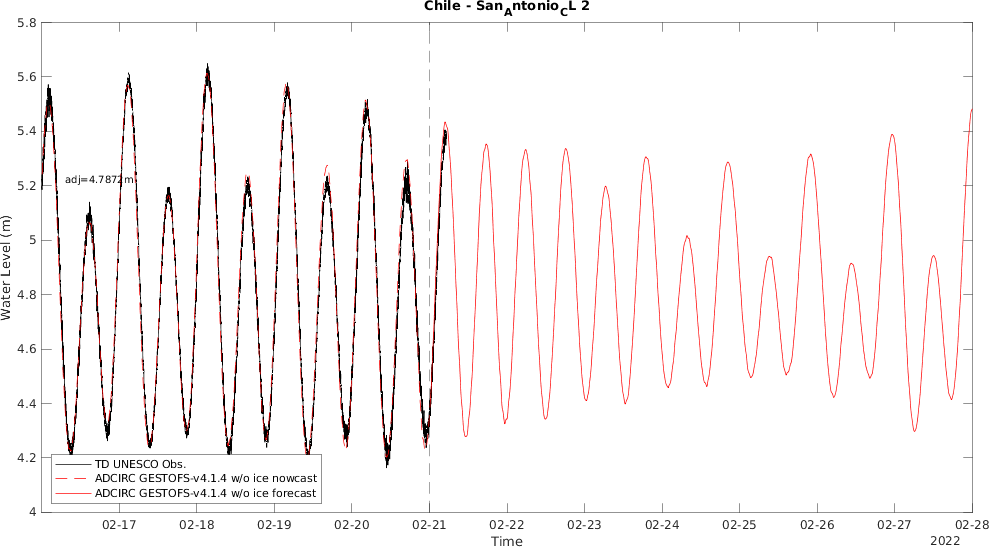 Chile - San_Antonio_CL 2
5.8
5.6
5.4
5.2
5
4.8
4.6
4.4
4.2
4
Water Level (m)
adj=4.7872m
TD UNESCO Obs.
ADCIRC GESTOFS-v4.1.4 w/o ice nowcast
ADCIRC GESTOFS-v4.1.4 w/o ice forecast
02-17 02-18 02-19 02-20 02-21 02-22 02-23 02-24 02-25 02-26 02-27 02-28
Time
2022